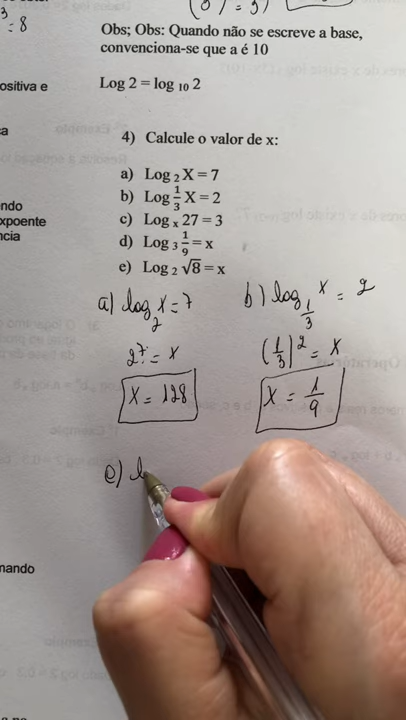 3
= 8
Obs; Obs: Quando não se escreve a base,
convenciona-se que a é 10
ositiva e
Log 2 = log 10 2
4) Calcule o valor de x:
a) Log 2 X = 7
b) Log 1/3 X = 2
c) Log x 27 = 3
d) Log 3 1/9 = x
e) Log 2 √8 = x
ndo
xpoente
ncia
a) log 2 X = 7
b) log 1/3 x = 2
2⁷ = x
(1/3)² = x
X = 128
X = 1/9
c) l
nando